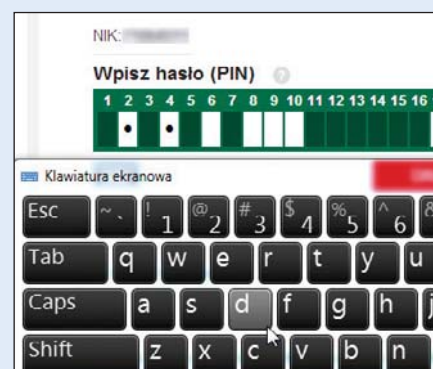 NIK:
Wpisz hasło (PIN) ?
1 2 3 4 5 6 7 8 9 10 11 12 13 14 15 16
Klawiatura ekranowa
Esc ~ ` ! 1 @ 2 # 3 $ 4 % 5 ^ 6 &
Tab q w e r t y u
Caps a s d f g h j
Shift z x c v b n